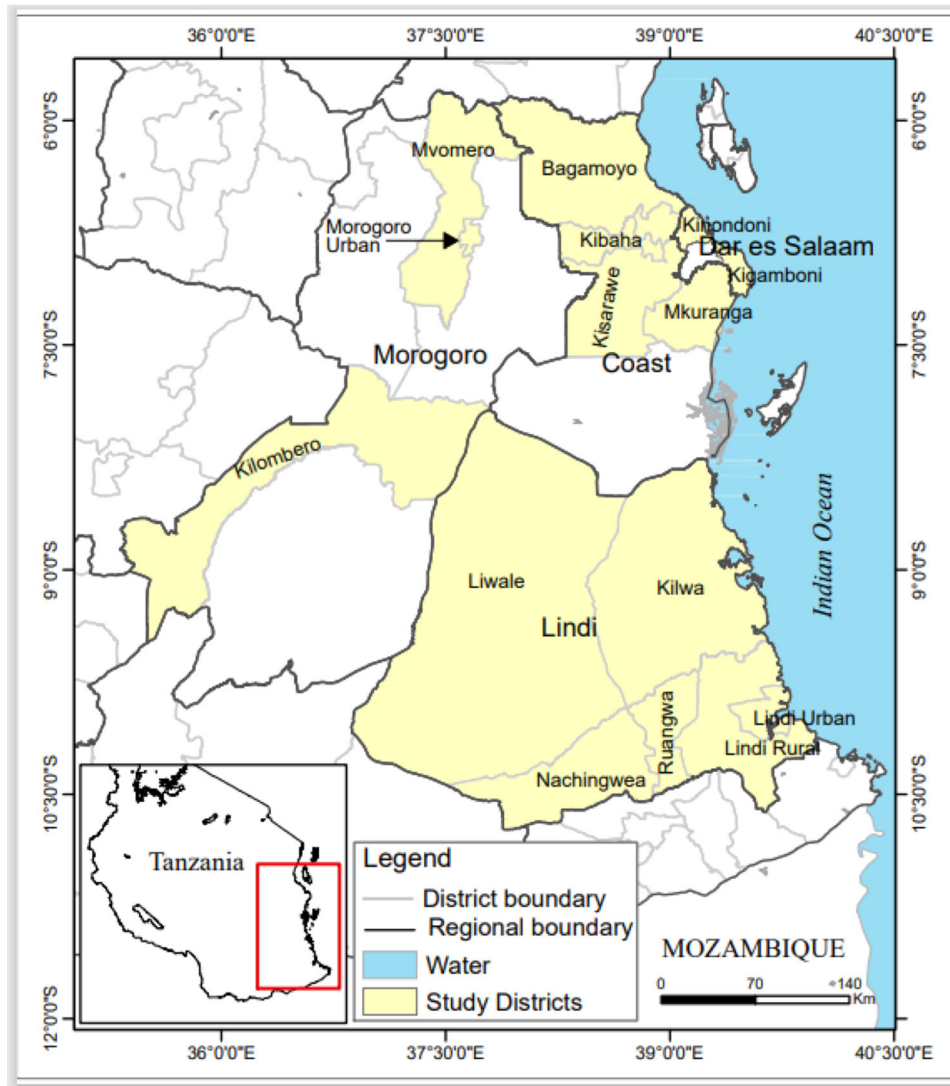 36°0'0"E
37°30'0"E
39°0'0"E
40°30'0"E
6°0'0"S
6°0'0"S
Mvomero
Bagamoyo
Morogoro
Urban
Kibaha
Kinondoni
Dar es Salaam
Kigamboni
Kisarawe
Mkuranga
7°30'0"S
7°30'0"S
Morogoro
Coast
Kilombero
9°0'0"S
9°0'0"S
Liwale
Kilwa
Indian Ocean
Lindi
Ruangwa
Lindi Urban
Lindi Rural
Nachingwea
10°30'0"S
10°30'0"S
Tanzania
Legend
District boundary
Regional boundary
Water
Study Districts
MOZAMBIQUE
0 70 140
Km
12°0'0"S
12°0'0"S
36°0'0"E
37°30'0"E
39°0'0"E
40°30'0"E